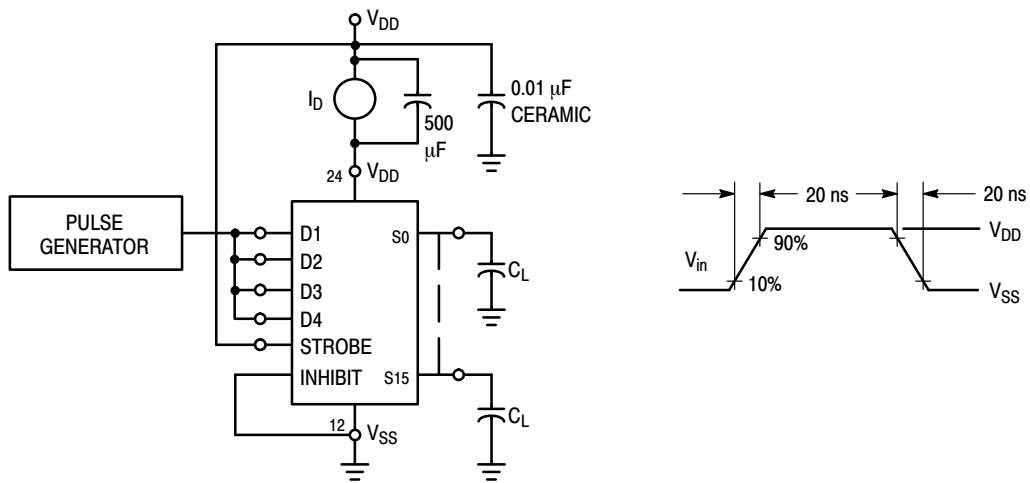 V_DD
I_D
500
μF
0.01 μF
CERAMIC
24
V_DD
PULSE
GENERATOR
D1
D2
D3
D4
STROBE
INHIBIT
S0
S15
C_L
C_L
12
V_SS
20 ns
20 ns
V_in
90%
10%
V_DD
V_SS